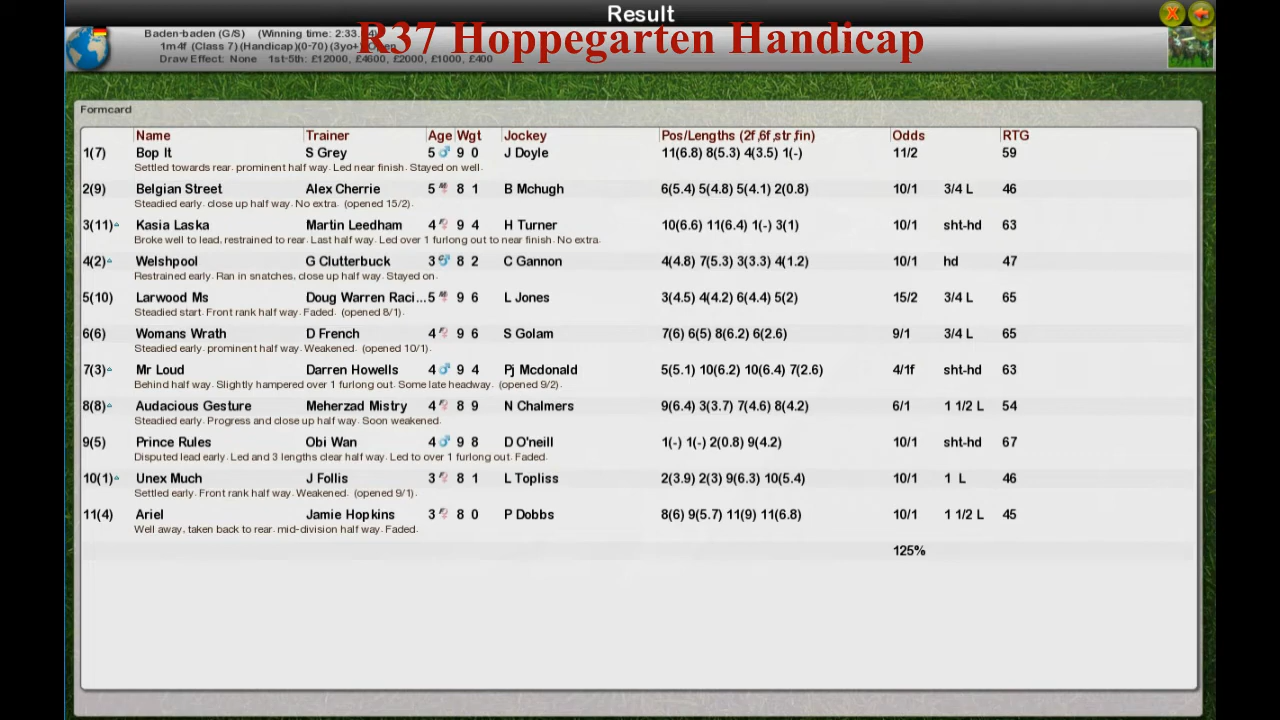 Result
R37 Hoppegarten Handicap
Baden-baden (G/S) (Winning time: 2:33.
1m4f (Class 7)(Handicap)(0-70)(3yo+)
Draw Effect: None 1st-5th: £12000, £4600, £2000, £1000, £400
Formcard
Name Trainer Age Wgt Jockey Pos/Lengths (2f,6f,str,fin) Odds RTG
1(7) Bop It S Grey 5 9 0 J Doyle 11(6.8) 8(5.3) 4(3.5) 1(-) 11/2 59
Settled towards rear. prominent half way. Led near finish. Stayed on well.
2(9) Belgian Street Alex Cherrie 5 8 1 B Mchugh 6(5.4) 5(4.8) 5(4.1) 2(0.8) 10/1 3/4 L 46
Steadied early. close up half way. No extra. (opened 15/2).
3(11) Kasia Laska Martin Leedham 4 9 4 H Turner 10(6.6) 11(6.4) 1(-) 3(1) 10/1 sht-hd 63
Broke well to lead, restrained to rear. Last half way. Led over 1 furlong out to near finish. No extra.
4(2) Welshpool G Clutterbuck 3 8 2 C Gannon 4(4.8) 7(5.3) 3(3.3) 4(1.2) 10/1 hd 47
Restrained early. Ran in snatches, close up half way. Stayed on.
5(10) Larwood Ms Doug Warren Raci... 5 9 6 L Jones 3(4.5) 4(4.2) 6(4.4) 5(2) 15/2 3/4 L 65
Steadied start. Front rank half way. Faded. (opened 8/1).
6(6) Womans Wrath D French 4 9 6 S Golam 7(6) 6(5) 8(6.2) 6(2.6) 9/1 3/4 L 65
Steadied early. prominent half way. Weakened. (opened 10/1).
7(3) Mr Loud Darren Howells 4 9 4 Pj Mcdonald 5(5.1) 10(6.2) 10(6.4) 7(2.6) 4/1f sht-hd 63
Behind half way. Slightly hampered over 1 furlong out. Some late headway. (opened 9/2).
8(8) Audacious Gesture Meherzad Mistry 4 8 9 N Chalmers 9(6.4) 3(3.7) 7(4.6) 8(4.2) 6/1 1 1/2 L 54
Steadied early. Progress and close up half way. Soon weakened.
9(5) Prince Rules Obi Wan 4 9 8 D O'neill 1(-) 1(-) 2(0.8) 9(4.2) 10/1 sht-hd 67
Disputed lead early. Led and 3 lengths clear half way. Led to over 1 furlong out. Faded.
10(1) Unex Much J Follis 3 8 1 L Topliss 2(3.9) 2(3) 9(6.3) 10(5.4) 10/1 1 L 46
Settled early. Front rank half way. Weakened. (opened 9/1).
11(4) Ariel Jamie Hopkins 3 8 0 P Dobbs 8(6) 9(5.7) 11(9) 11(6.8) 10/1 1 1/2 L 45
Well away, taken back to rear. mid-division half way. Faded.
125%